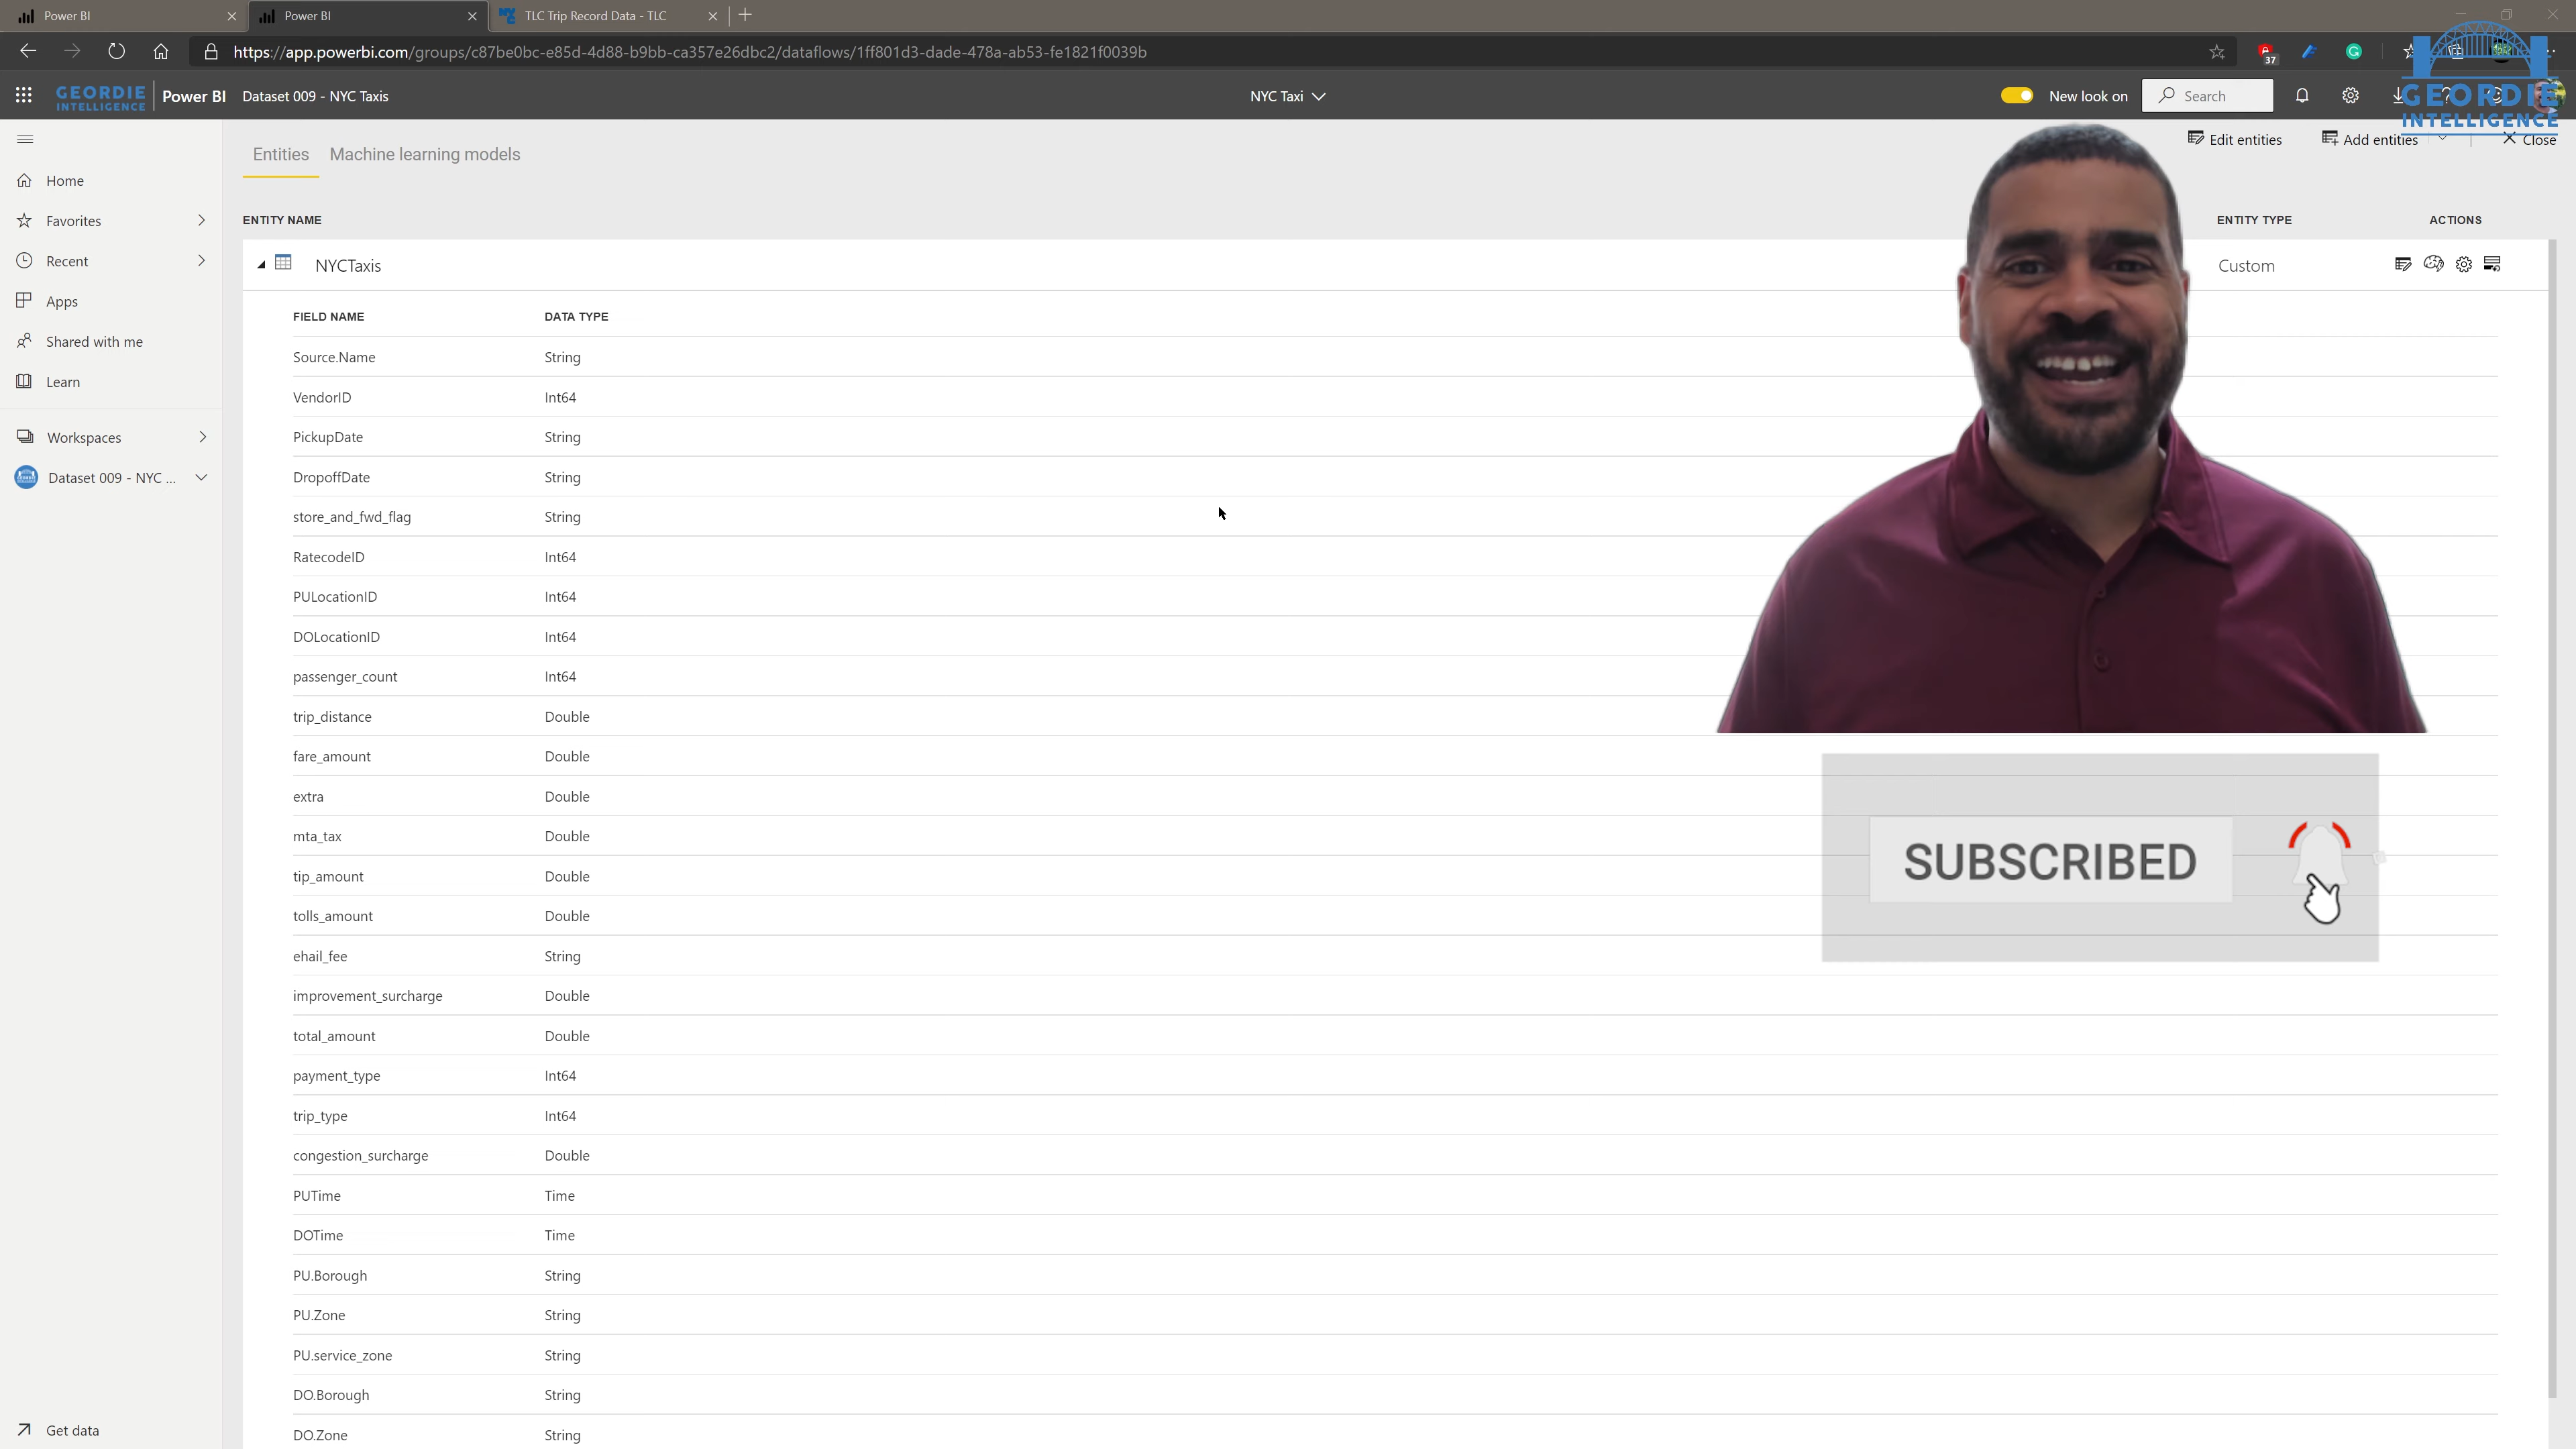 Power BI
Power BI
TLC Trip Record Data - TLC
https://app.powerbi.com/groups/c87be0bc-e85d-4d88-b9bb-ca357e26dbc2/dataflows/1ff801d3-dade-478a-ab53-fe1821f0039b
37
GEORDIE
INTELLIGENCE
Power BI
Dataset 009 - NYC Taxis
NYC Taxi
New look on
Search
GEORDIE
INTELLIGENCE
Home
Favorites
Recent
Apps
Shared with me
Learn
Workspaces
Dataset 009 - NYC ...
Get data
Entities Machine learning models
Edit entities
Add entities
Close
ENTITY NAME ENTITY TYPE ACTIONS
NYCTaxis Custom
FIELD NAME DATA TYPE
Source.Name String
VendorID Int64
PickupDate String
DropoffDate String
store_and_fwd_flag String
RatecodeID Int64
PULocationID Int64
DOLocationID Int64
passenger_count Int64
trip_distance Double
fare_amount Double
extra Double
mta_tax Double
tip_amount Double
tolls_amount Double
ehail_fee String
improvement_surcharge Double
total_amount Double
payment_type Int64
trip_type Int64
congestion_surcharge Double
PUTime Time
DOTime Time
PU.Borough String
PU.Zone String
PU.service_zone String
DO.Borough String
DO.Zone String
SUBSCRIBED